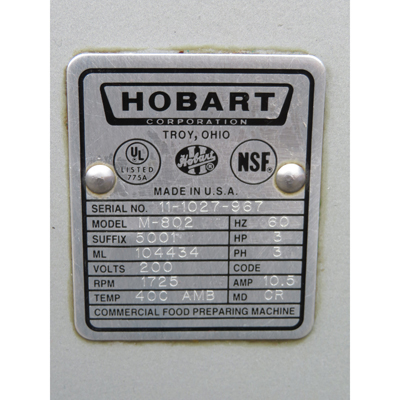 HOBART
CORPORATION
TROY, OHIO
UL
LISTED
775A
Hobart
NSF
MADE IN U.S.A.
SERIAL NO. 11-1027-967
MODEL M-802 HZ 60
SUFFIX 5001 HP 3
ML 104434 PH 3
VOLTS 200 CODE
RPM 1725 AMP 10.5
TEMP 40C AMB MD CR
COMMERCIAL FOOD PREPARING MACHINE